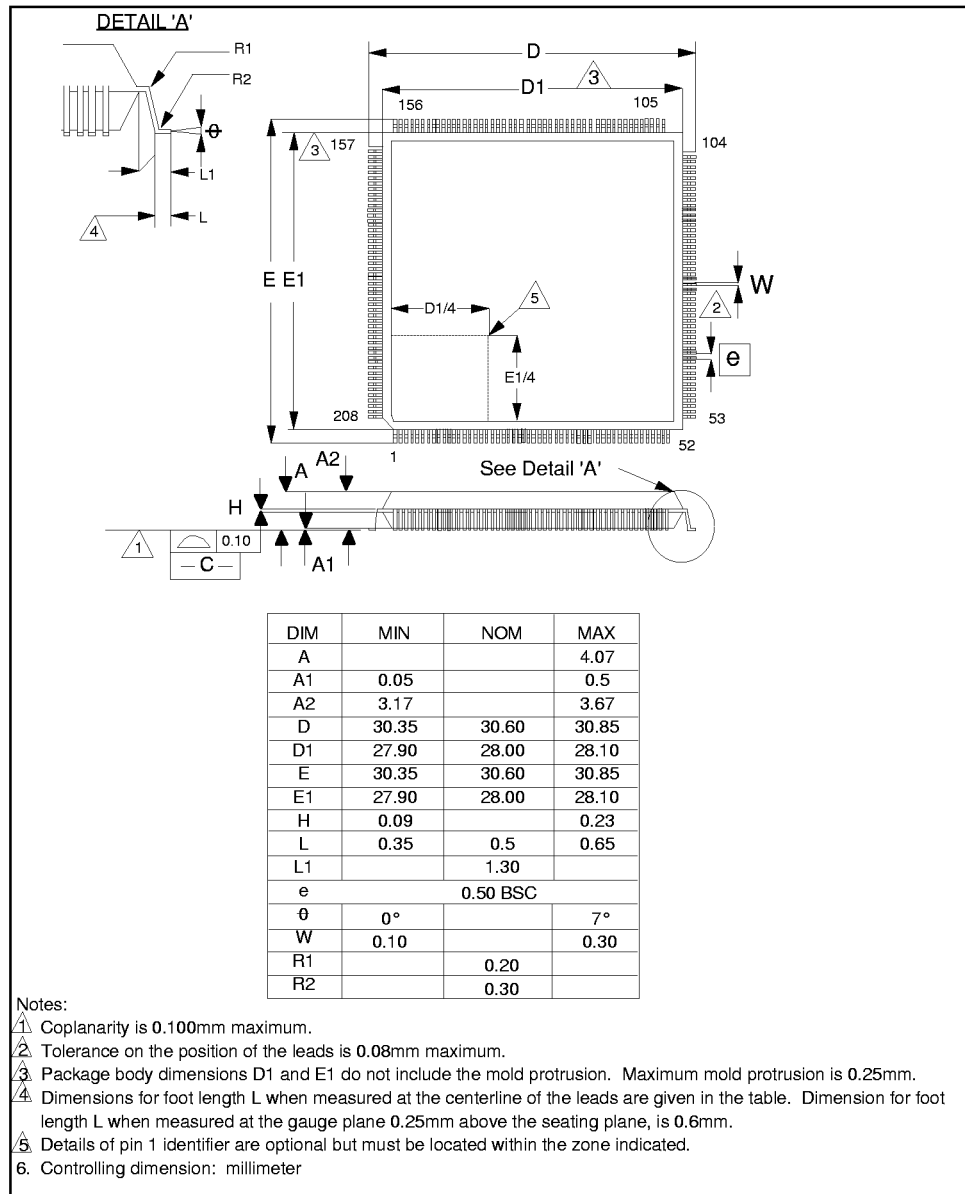 DETAIL 'A'
R1
R2
θ
L1
L
4
D
D1
3
156
105
3
157
104
E
E1
W
2
D1/4
5
E1/4
e
208
53
1
52
See Detail 'A'
A
A2
H
1
0.10
A1
– C –
DIM MIN NOM MAX
A 4.07
A1 0.05 0.5
A2 3.17 3.67
D 30.35 30.60 30.85
D1 27.90 28.00 28.10
E 30.35 30.60 30.85
E1 27.90 28.00 28.10
H 0.09 0.23
L 0.35 0.5 0.65
L1 1.30
e 0.50 BSC
θ 0° 7°
W 0.10 0.30
R1 0.20
R2 0.30
Notes:
1 Coplanarity is 0.100mm maximum.
2 Tolerance on the position of the leads is 0.08mm maximum.
3 Package body dimensions D1 and E1 do not include the mold protrusion. Maximum mold protrusion is 0.25mm.
4 Dimensions for foot length L when measured at the centerline of the leads are given in the table. Dimension for foot
length L when measured at the gauge plane 0.25mm above the seating plane, is 0.6mm.
5 Details of pin 1 identifier are optional but must be located within the zone indicated.
6. Controlling dimension: millimeter